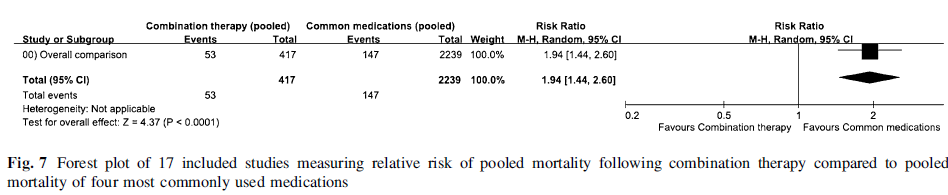 Combination therapy (pooled) Common medications (pooled) Risk Ratio Risk Ratio
Study or Subgroup Events Total Events Total Weight M-H, Random, 95% CI M-H, Random, 95% CI
00) Overall comparison 53 417 147 2239 100.0% 1.94 [1.44, 2.60]
Total (95% CI) 417 2239 100.0% 1.94 [1.44, 2.60]
Total events 53 147
Heterogeneity: Not applicable
Test for overall effect: Z = 4.37 (P < 0.0001)
0.2 0.5 1 2
Favours Combination therapy Favours Common medications
Fig. 7 Forest plot of 17 included studies measuring relative risk of pooled mortality following combination therapy compared to pooled
mortality of four most commonly used medications